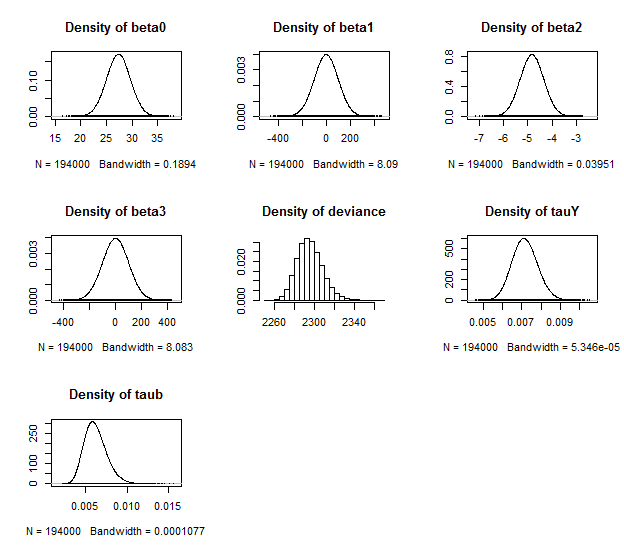 Density of beta0 Density of beta1 Density of beta2
0.00 0.10 0.000 0.003 0.0 0.4 0.8
15 20 25 30 35 -400 0 200 -7 -6 -5 -4 -3
N = 194000 Bandwidth = 0.1894 N = 194000 Bandwidth = 8.09 N = 194000 Bandwidth = 0.03951
Density of beta3 Density of deviance Density of tauY
0.000 0.003 0.000 0.020 0 200 500
-400 0 200 400 2260 2300 2340 0.005 0.007 0.009
N = 194000 Bandwidth = 8.083 N = 194000 Bandwidth = 5.346e-05
Density of taub
0 100 250
0.005 0.010 0.015
N = 194000 Bandwidth = 0.0001077